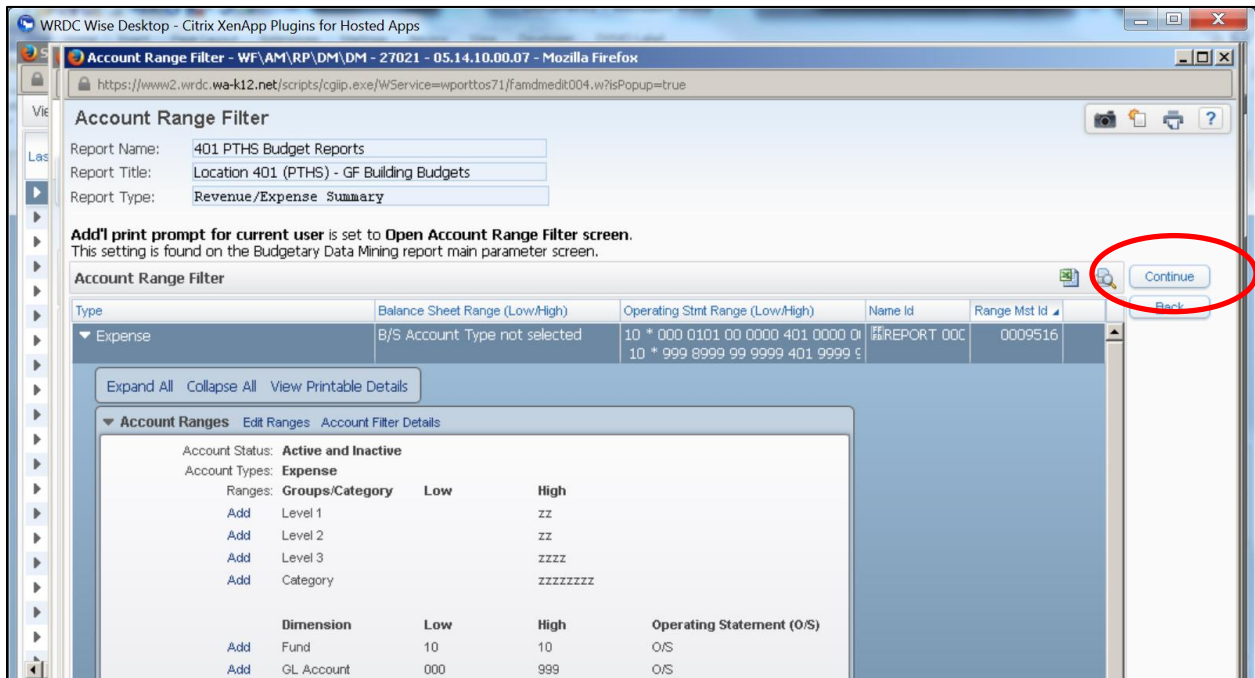 WRDC Wise Desktop - Citrix XenApp Plugins for Hosted Apps
Account Range Filter - WF\AM\RP\DM\DM - 27021 - 05.14.10.00.07 - Mozilla Firefox
https://www2.wrdc.wa-k12.net/scripts/cgiip.exe/WService=wporttos71/famdmedit004.w?isPopup=true
Vie
Account Range Filter
?
Las
Report Name: 401 PTHS Budget Reports
Report Title: Location 401 (PTHS) - GF Building Budgets
Report Type: Revenue/Expense Summary
Add'l print prompt for current user is set to Open Account Range Filter screen.
This setting is found on the Budgetary Data Mining report main parameter screen.
Account Range Filter
Continue
Back
Type Balance Sheet Range (Low/High) Operating Stmt Range (Low/High) Name Id Range Mst Id
Expense B/S Account Type not selected 10 * 000 0101 00 0000 401 0000 REPORT 0009516
10 * 999 8999 99 9999 401 9999 9
Expand All Collapse All View Printable Details
Account Ranges Edit Ranges Account Filter Details
Account Status: Active and Inactive
Account Types: Expense
Ranges: Groups/Category Low High
Add Level 1 zz
Add Level 2 zz
Add Level 3 zzzz
Add Category zzzzzzzz
Dimension Low High Operating Statement (O/S)
Add Fund 10 10 O/S
Add GL Account 000 999 O/S